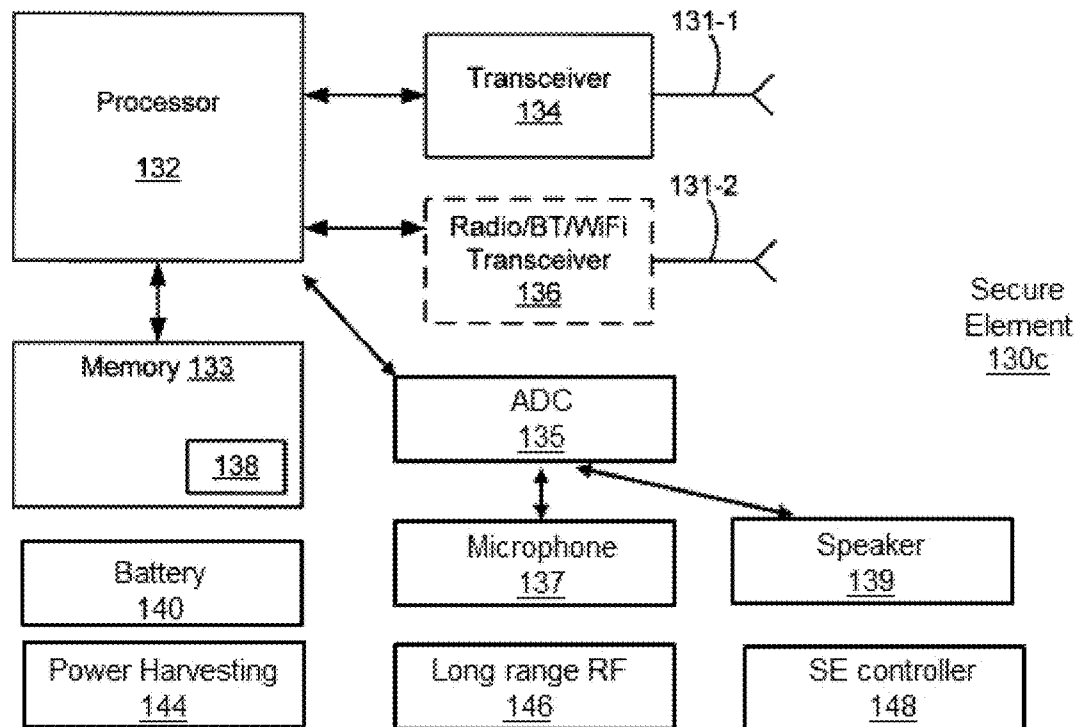 131-1
Transceiver
134
Processor
132
131-2
Radio/BT/WiFi
Transceiver
136
Secure
Element
130c
Memory 133
138
ADC
135
Microphone
137
Speaker
139
Battery
140
Power Harvesting
144
Long range RF
146
SE controller
148